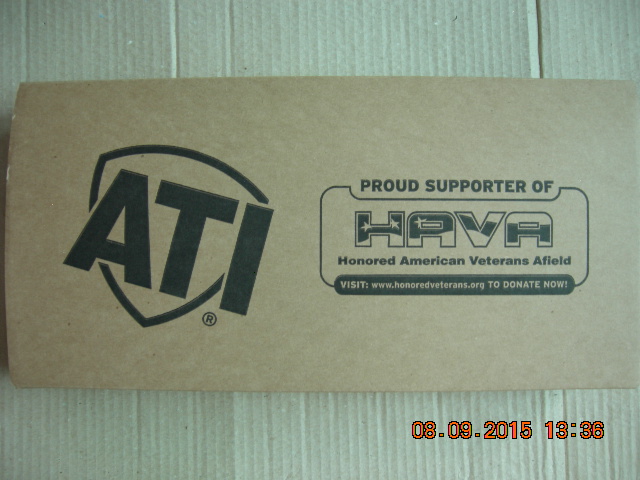 ATI
®
PROUD SUPPORTER OF
HAVA
Honored American Veterans Afield
VISIT: www.honoredveterans.org TO DONATE NOW!
08.09.2015 13:36